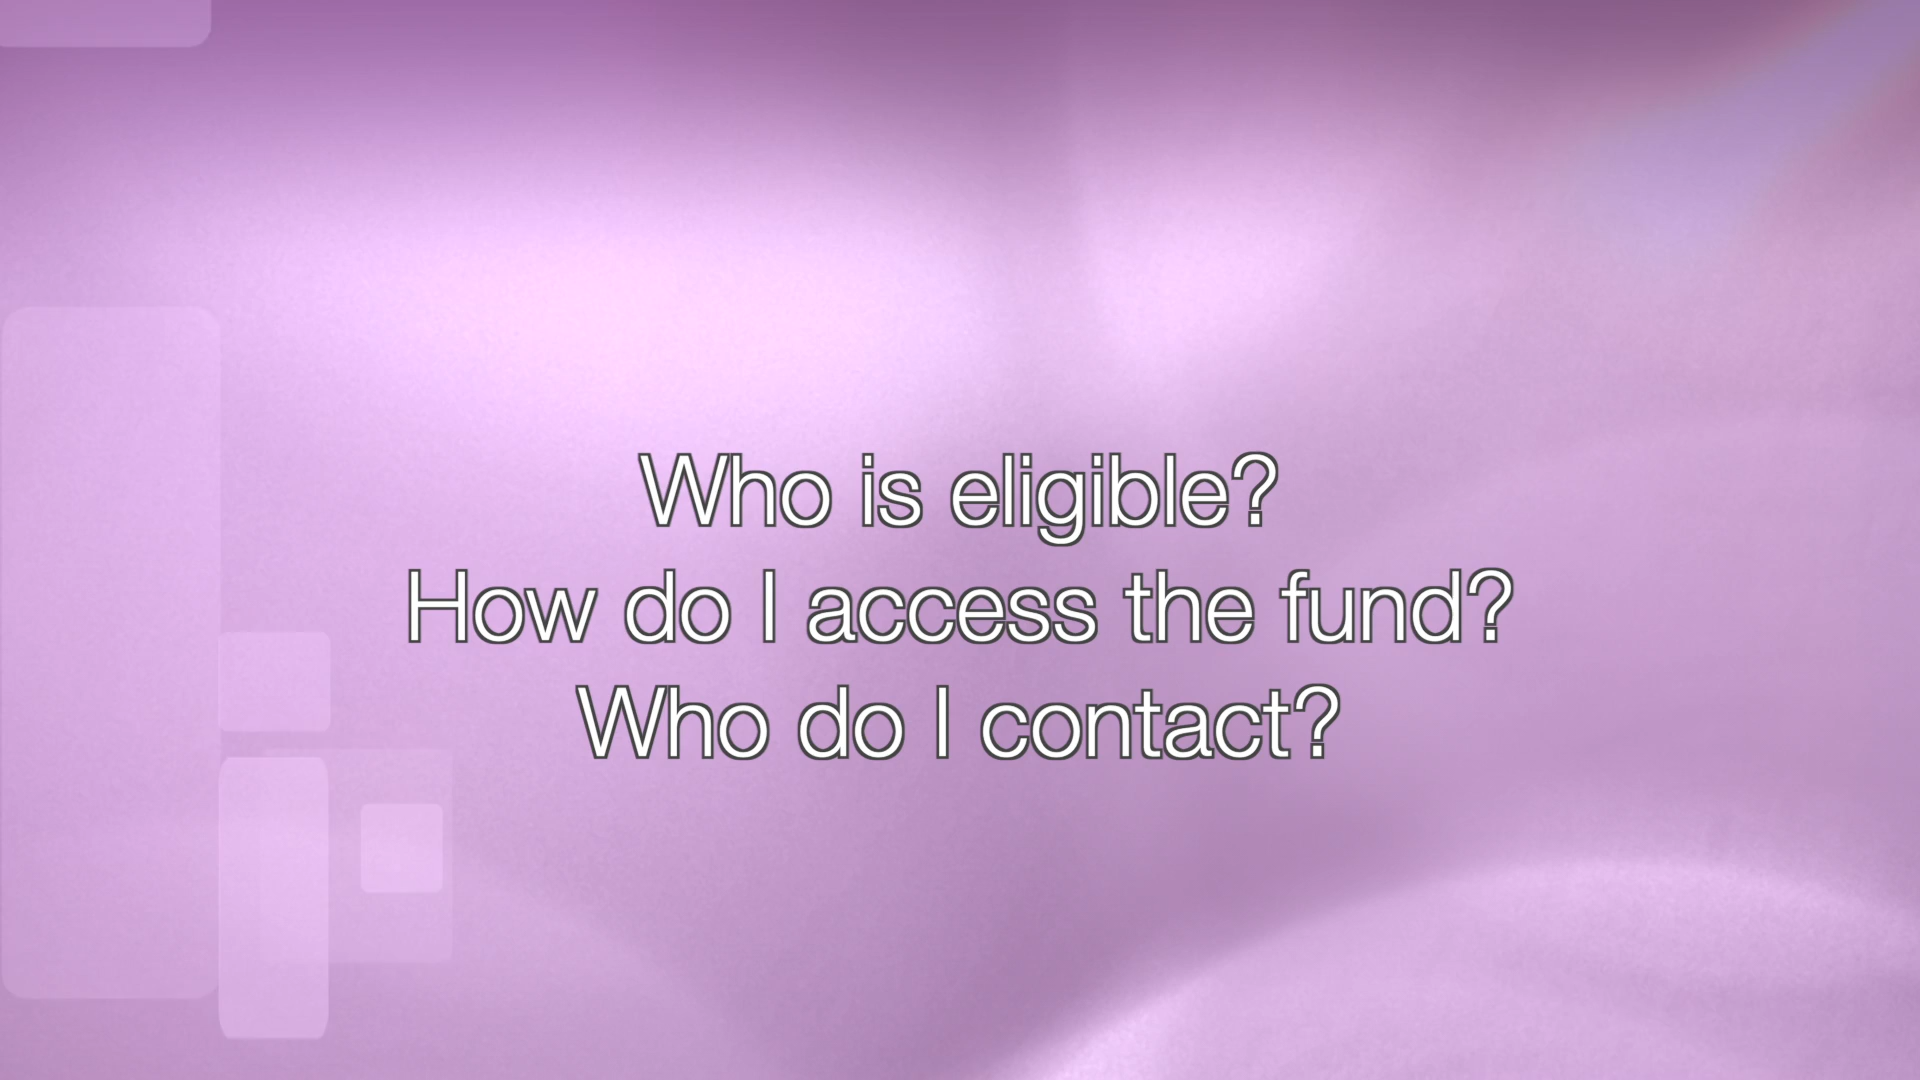 Who is eligible?
How do I access the fund?
Who do I contact?